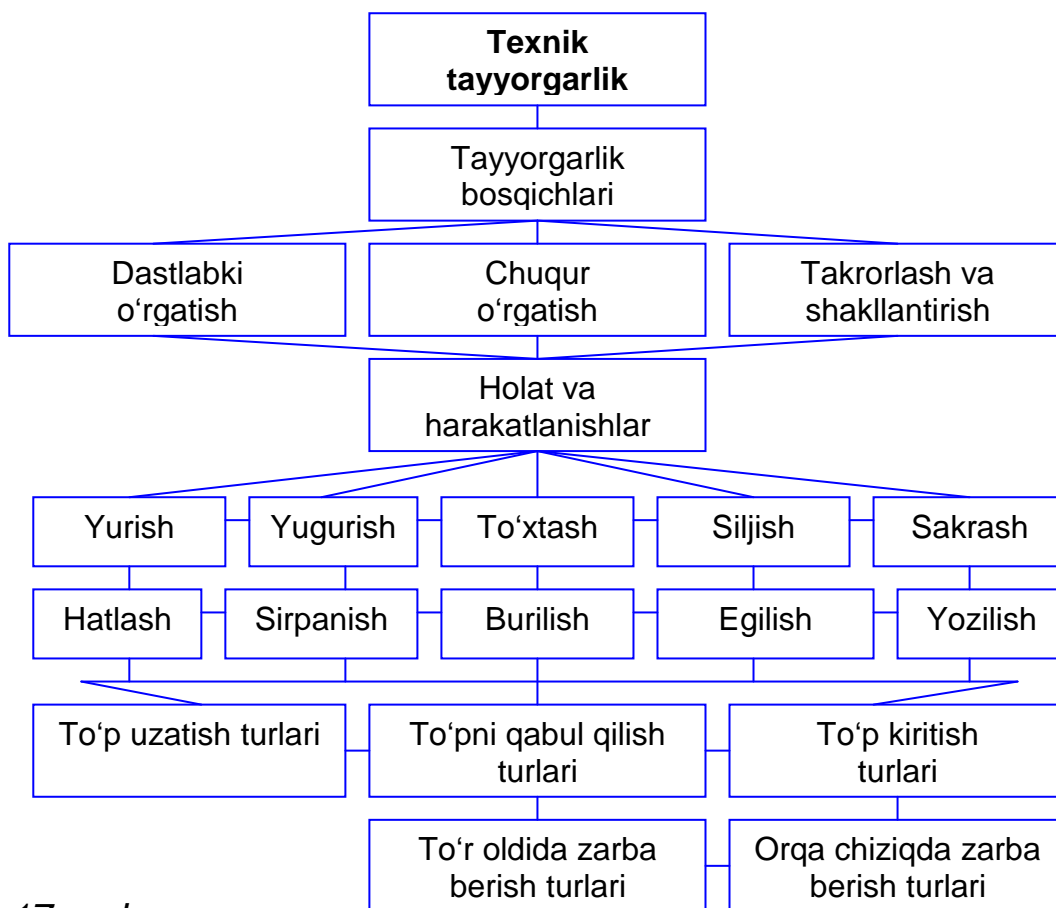 Texnik
tayyorgarlik
Tayyorgarlik
bosqichlari
Dastlabki
o‘rgatish
Chuqur
o‘rgatish
Takrorlash va
shakllantirish
Holat va
harakatlanishlar
Yurish
Yugurish
To‘xtash
Siljish
Sakrash
Hatlash
Sirpanish
Burilish
Egilish
Yozilish
To‘p uzatish turlari
To‘pni qabul qilish
turlari
To‘p kiritish
turlari
To‘r oldida zarba
berish turlari
Orqa chiziqda zarba
berish turlari